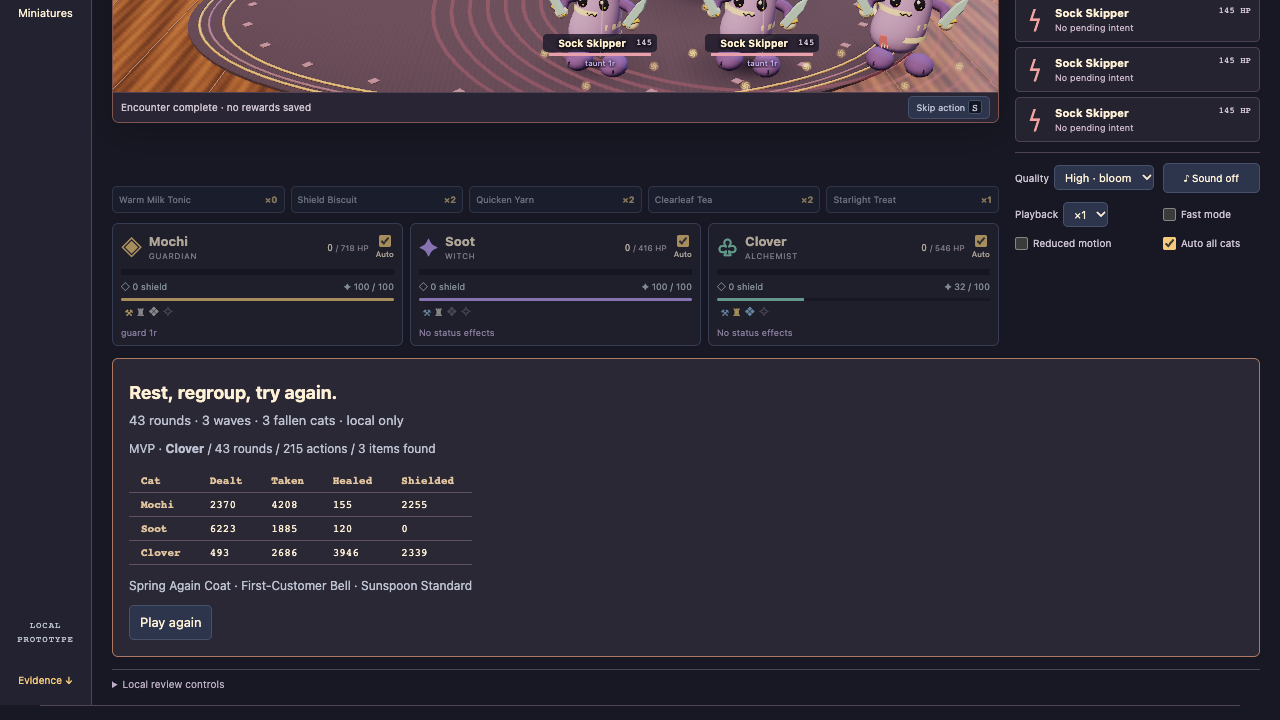 Miniatures
Sock Skipper 145
taunt 1r
Sock Skipper 145
taunt 1r
Encounter complete · no rewards saved
Skip action S
Sock Skipper 145 HP
No pending intent
Sock Skipper 145 HP
No pending intent
Sock Skipper 145 HP
No pending intent
Quality High · bloom ♪ Sound off
Playback ×1 Fast mode
Reduced motion Auto all cats
Warm Milk Tonic ×0
Shield Biscuit ×2
Quicken Yarn ×2
Clearleaf Tea ×2
Starlight Treat ×1
Mochi
GUARDIAN
0 / 718 HP
Auto
◇ 0 shield ✦ 100 / 100
guard 1r
Soot
WITCH
0 / 416 HP
Auto
◇ 0 shield ✦ 100 / 100
No status effects
Clover
ALCHEMIST
0 / 546 HP
Auto
◇ 0 shield ✦ 32 / 100
No status effects
Rest, regroup, try again.
43 rounds · 3 waves · 3 fallen cats · local only
MVP · Clover / 43 rounds / 215 actions / 3 items found
Cat Dealt Taken Healed Shielded
Mochi 2370 4208 155 2255
Soot 6223 1885 120 0
Clover 493 2686 3946 2339
Spring Again Coat · First-Customer Bell · Sunspoon Standard
Play again
LOCAL
PROTOTYPE
Evidence ↓
▶ Local review controls